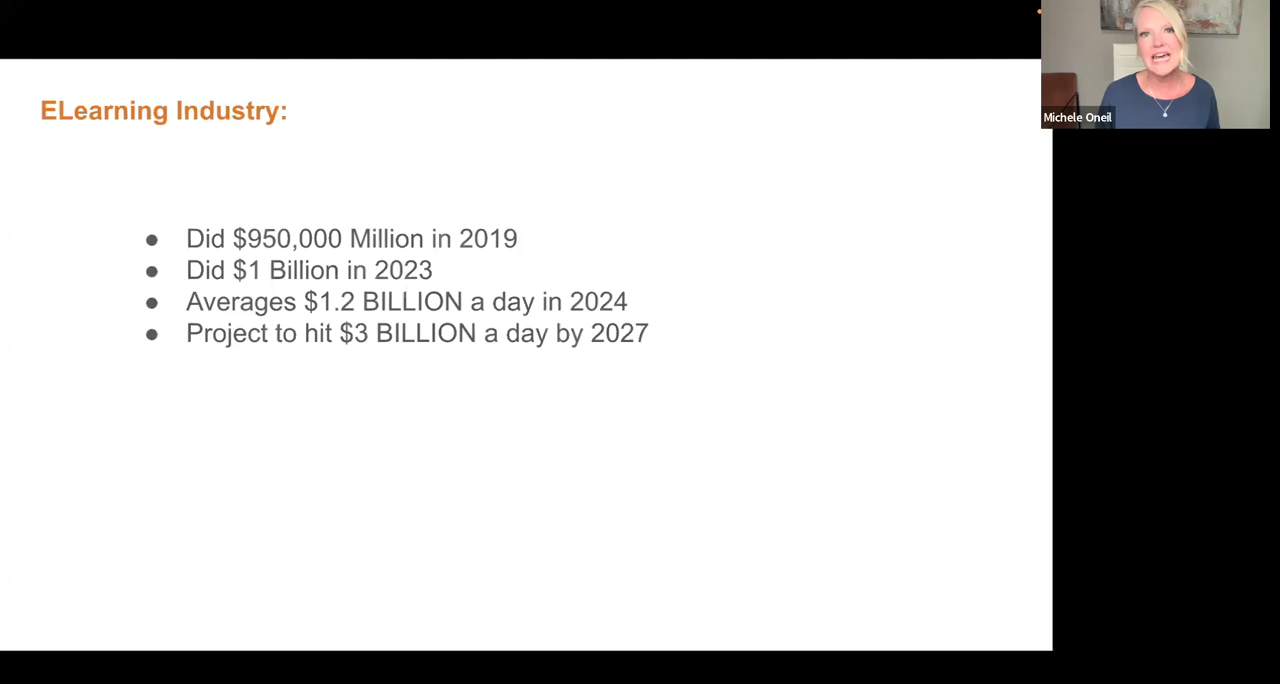 ELearning Industry:
● Did $950,000 Million in 2019
● Did $1 Billion in 2023
● Averages $1.2 BILLION a day in 2024
● Project to hit $3 BILLION a day by 2027
Michele Oneil